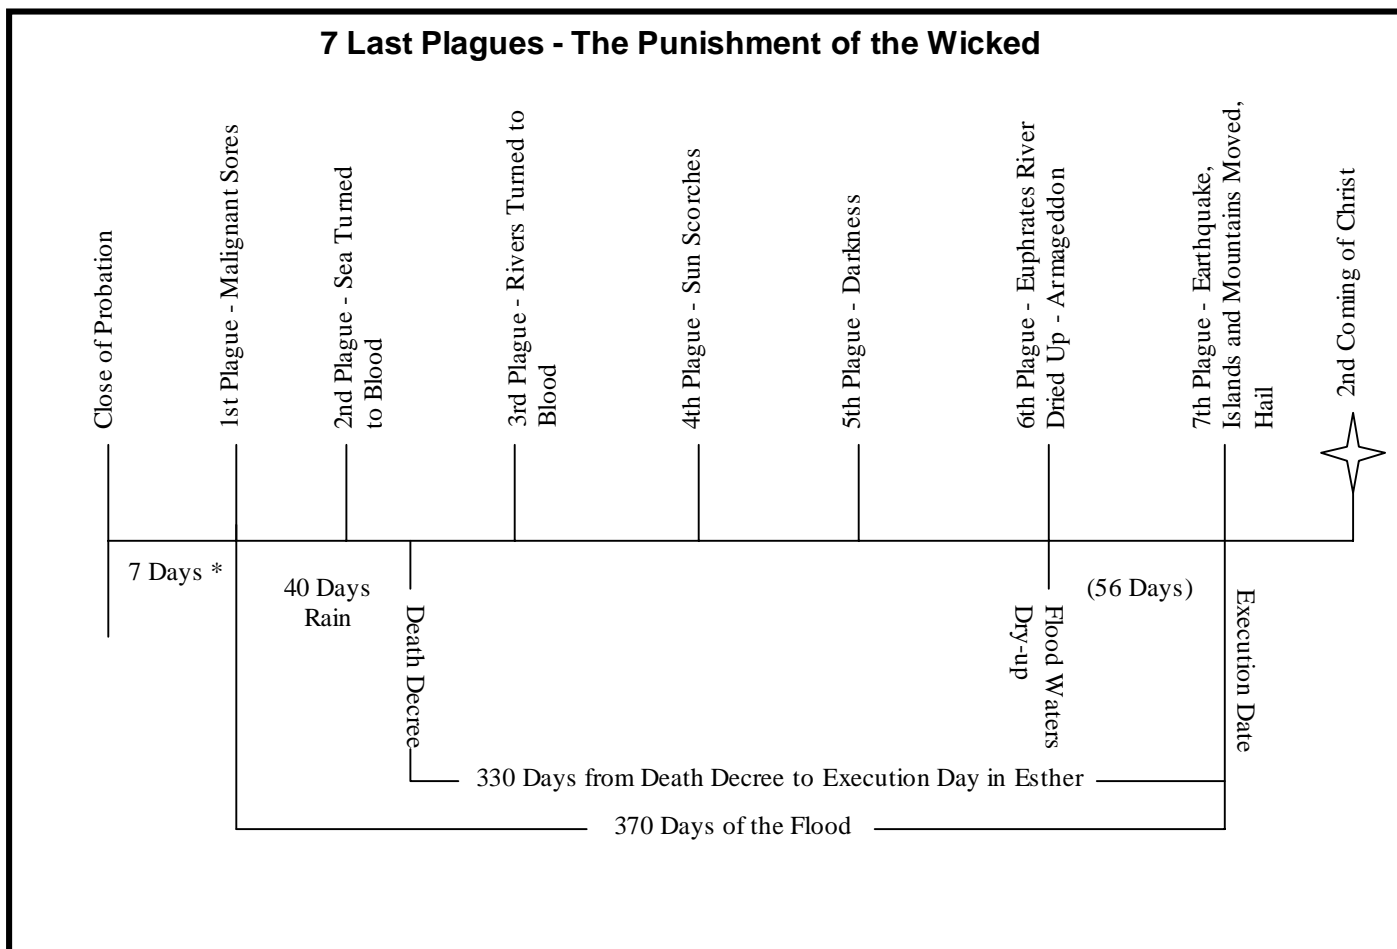 7 Last Plagues - The Punishment of the Wicked
Close of Probation
1st Plague - Malignant Sores
2nd Plague - Sea Turned
to Blood
3rd Plague - Rivers Turned to
Blood
4th Plague - Sun Scorches
5th Plague - Darkness
6th Plague - Euphrates River
Dried Up - Armageddon
7th Plague - Earthquake,
Islands and Mountains Moved,
Hail
2nd Coming of Christ
7 Days *
40 Days
Rain
Death Decree
Flood Waters
Dry-up
(56 Days)
Execution Date
330 Days from Death Decree to Execution Day in Esther
370 Days of the Flood